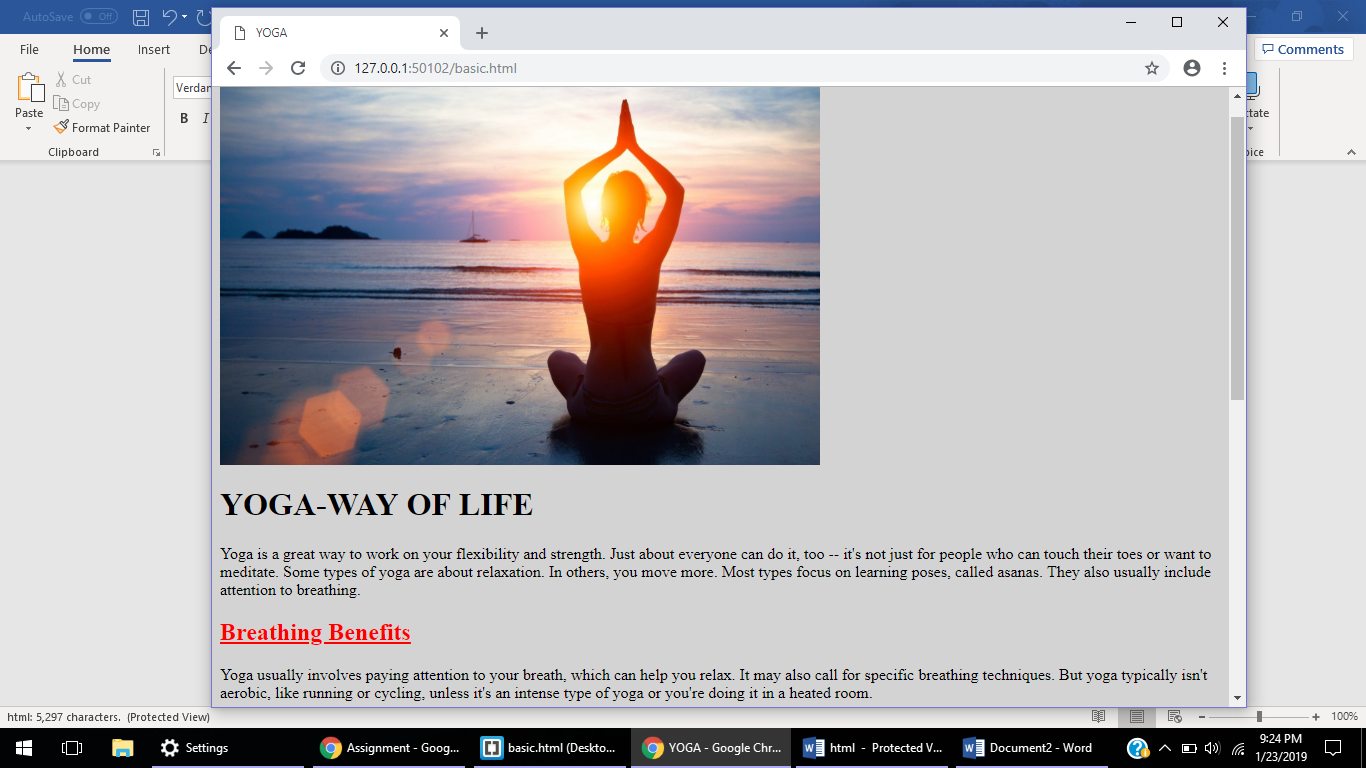 AutoSave Off
YOGA
File Home Insert De
Comments
127.0.0.1:50102/basic.html
Cut
Copy
Paste
Format Painter
Clipboard
Verdan
B I
YOGA-WAY OF LIFE
Yoga is a great way to work on your flexibility and strength. Just about everyone can do it, too -- it's not just for people who can touch their toes or want to
meditate. Some types of yoga are about relaxation. In others, you move more. Most types focus on learning poses, called asanas. They also usually include
attention to breathing.
Breathing Benefits
Yoga usually involves paying attention to your breath, which can help you relax. It may also call for specific breathing techniques. But yoga typically isn't
aerobic, like running or cycling, unless it's an intense type of yoga or you're doing it in a heated room.
tate
ice
html: 5,297 characters. (Protected View)
100%
Settings
Assignment - Goog...
basic.html (Deskto...
YOGA - Google Chr...
html - Protected V...
Document2 - Word
9:24 PM
1/23/2019